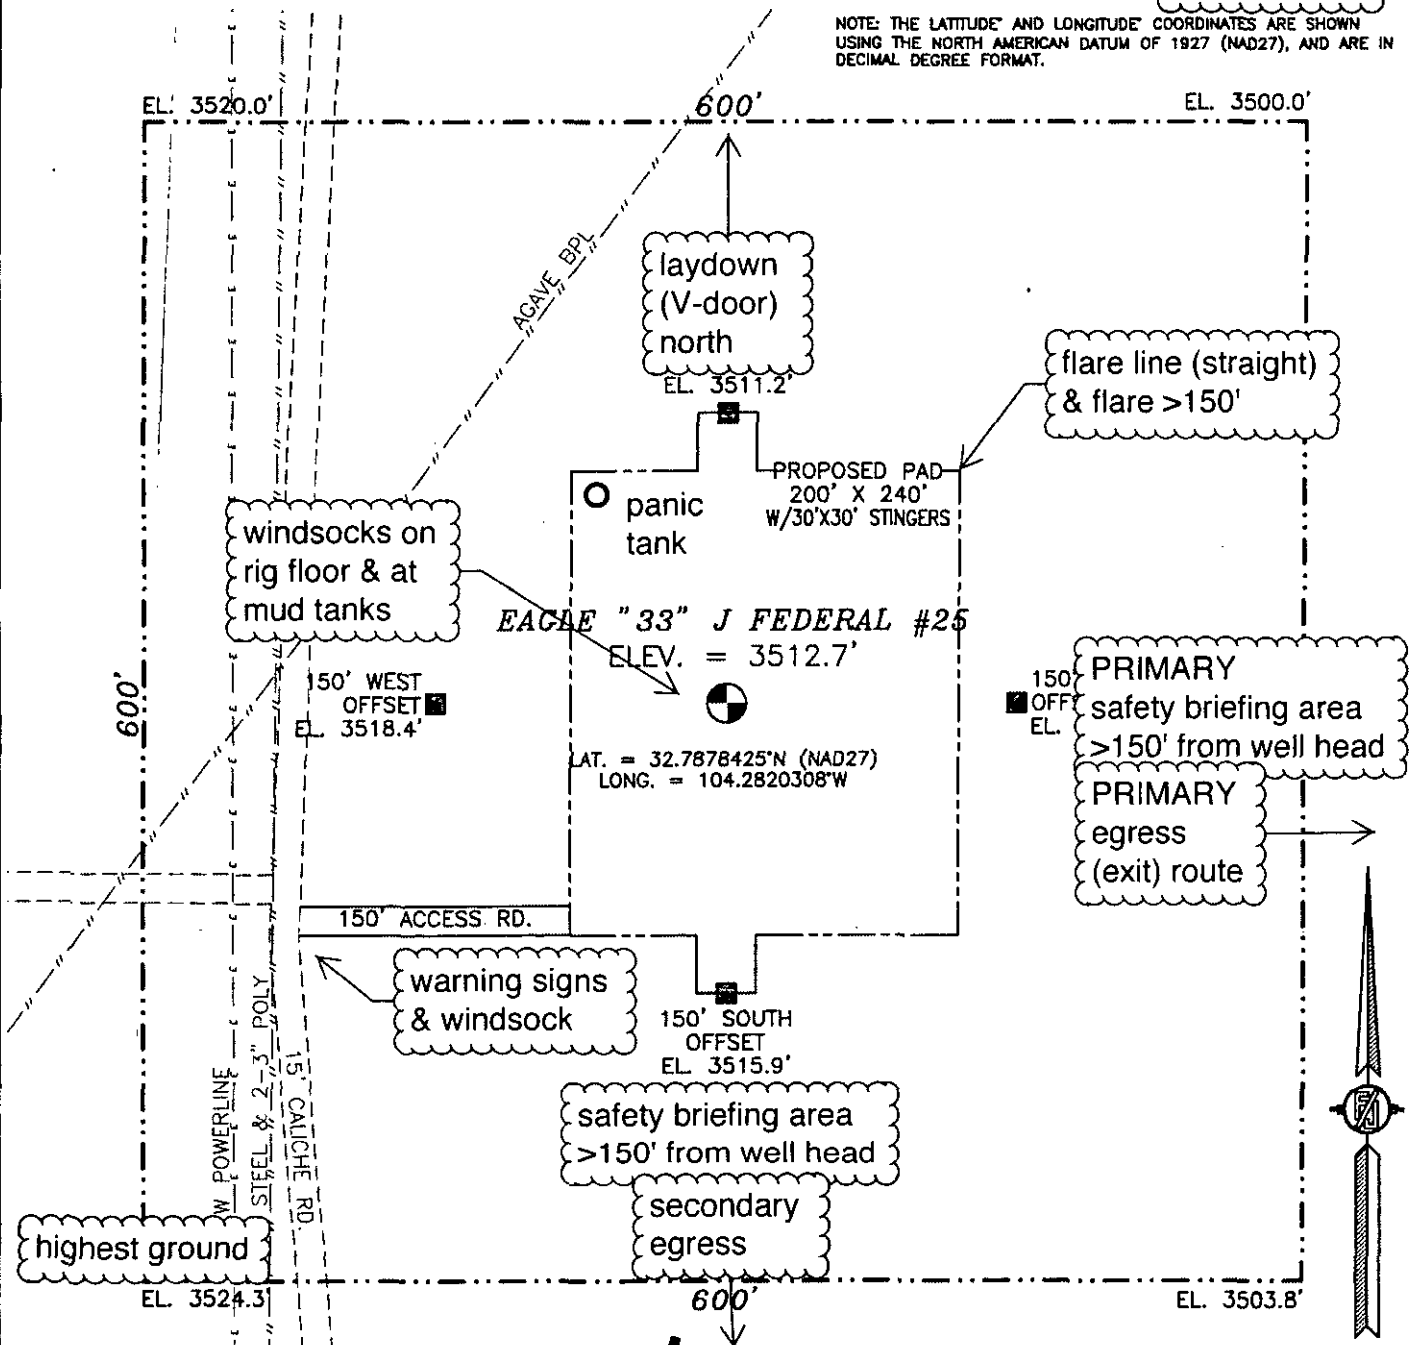 NOTE: THE LATITUDE AND LONGITUDE COORDINATES ARE SHOWN
USING THE NORTH AMERICAN DATUM OF 1927 (NAD27), AND ARE IN
DECIMAL DEGREE FORMAT.
EL. 3520.0'
600'
EL. 3500.0'
AGAVE BPL
laydown
(V-door)
north
EL. 3511.2'
flare line (straight)
& flare >150'
PROPOSED PAD
200' X 240'
W/30'X30' STINGERS
panic
tank
windsocks on
rig floor & at
mud tanks
EAGLE "33" J FEDERAL #25
ELEV. = 3512.7'
600'
150' WEST
OFFSET
EL. 3518.4'
150'
OFF
EL.
PRIMARY
safety briefing area
>150' from well head
LAT. = 32.7878425°N (NAD27)
LONG. = 104.2820308°W
PRIMARY
egress
(exit) route
150' ACCESS RD.
warning signs
& windsock
150' SOUTH
OFFSET
EL. 3515.9'
W POWERLINE
STEEL & 2-3" POLY
15' CALICHE RD.
safety briefing area
>150' from well head
secondary
egress
highest ground
EL. 3524.3'
600'
EL. 3503.8'